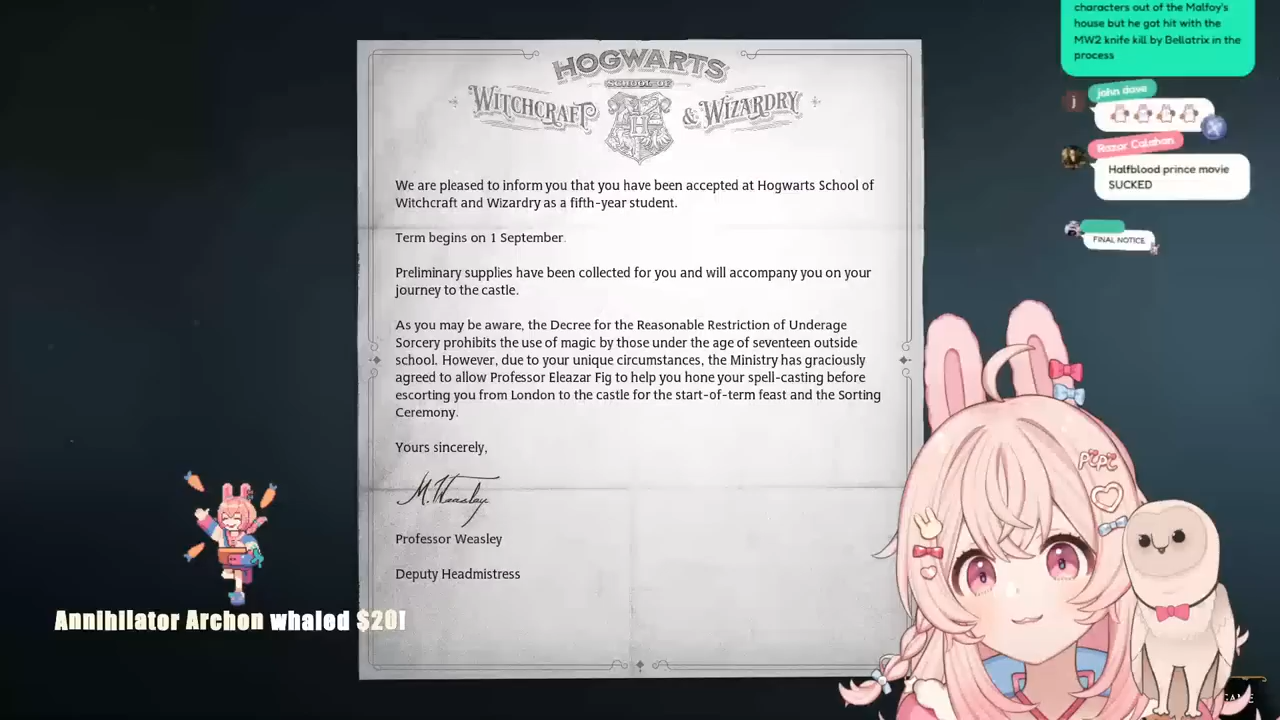 HOGWARTS
SCHOOL OF
WITCHCRAFT & WIZARDRY
H
We are pleased to inform you that you have been accepted at Hogwarts School of
Witchcraft and Wizardry as a fifth-year student.
Term begins on 1 September.
Preliminary supplies have been collected for you and will accompany you on your
journey to the castle.
As you may be aware, the Decree for the Reasonable Restriction of Underage
Sorcery prohibits the use of magic by those under the age of seventeen outside
school. However, due to your unique circumstances, the Ministry has graciously
agreed to allow Professor Eleazar Fig to help you hone your spell-casting before
escorting you from London to the castle for the start-of-term feast and the Sorting
Ceremony.
Yours sincerely,
M. Weasley
Professor Weasley
Deputy Headmistress
characters out of the Malfoy's
house but he got hit with the
MW2 knife kill by Bellatrix in the
process
j
john dave
Razor Calahan
Halfblood prince movie
SUCKED
FINAL NOTICE
PiPi
Annihilator Archon whaled $20!
GAME